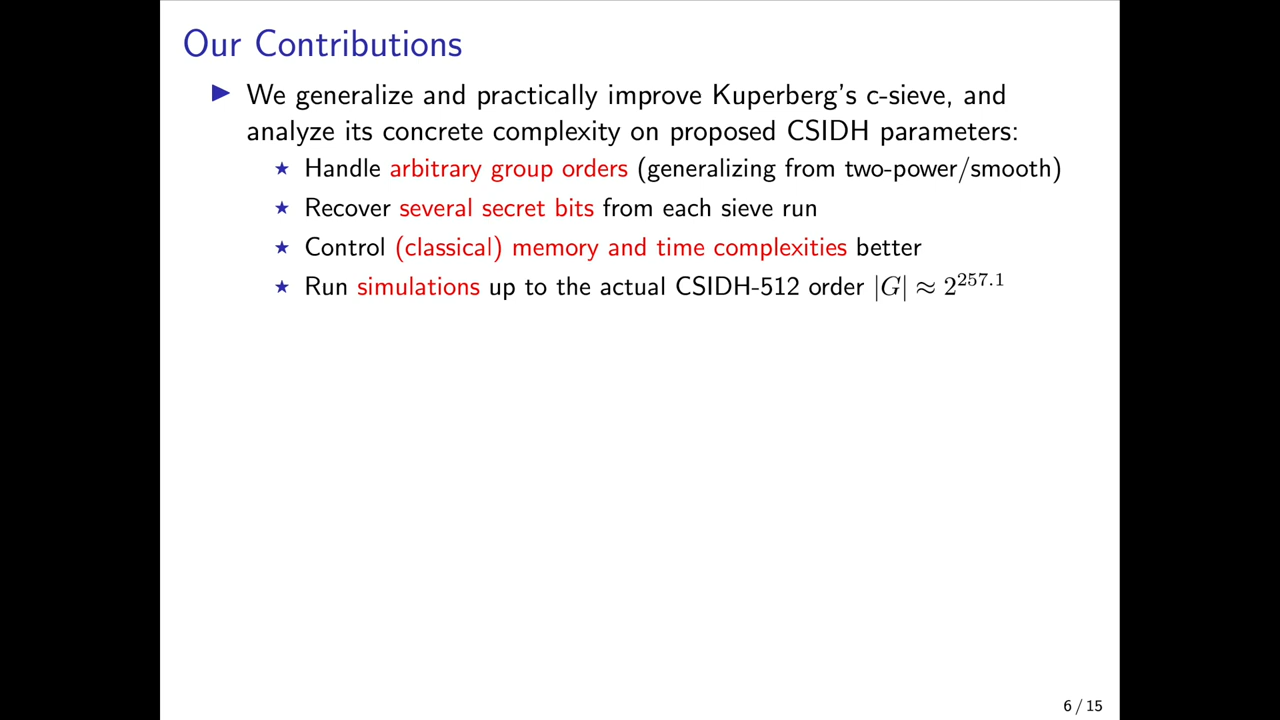 Our Contributions
▶ We generalize and practically improve Kuperberg's c-sieve, and
analyze its concrete complexity on proposed CSIDH parameters:
★ Handle arbitrary group orders (generalizing from two-power/smooth)
★ Recover several secret bits from each sieve run
★ Control (classical) memory and time complexities better
★ Run simulations up to the actual CSIDH-512 order |G| ≈ 2^257.1
6 / 15